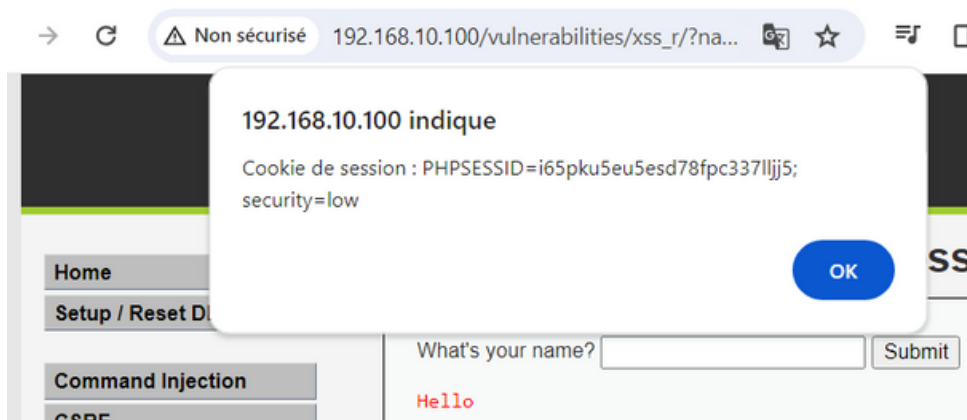 Non sécurisé 192.168.10.100/vulnerabilities/xss_r/?na...
192.168.10.100 indique
Cookie de session : PHPSESSID=i65pku5eu5esd78fpc337lljj5;
security=low
OK
Home
Setup / Reset D
What's your name? Submit
Command Injection
Hello